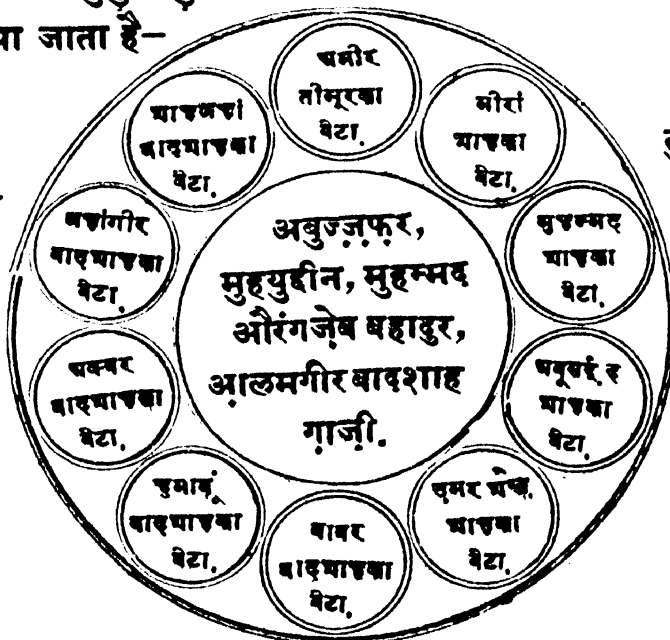 जाता है—
अमीर
तीमूरका
बेटा.
मीरां
शाहका
बेटा.
मुहम्मद
शाहका
बेटा.
अबूसईद
शाहका
बेटा.
उमर शेख़
शाहका
बेटा.
बाबर
बादशाहका
बेटा.
हुमायूं
बादशाहका
बेटा.
अक्बर
बादशाहका
बेटा.
जहांगीर
बादशाहका
बेटा.
शाहजहां
बादशाहका
बेटा.
अबुज़्ज़फ़र,
मुहयुद्दीन, मुहम्मद
औरंगज़ेब बहादुर,
आ़लमगीर बादशाह
ग़ाज़ी.